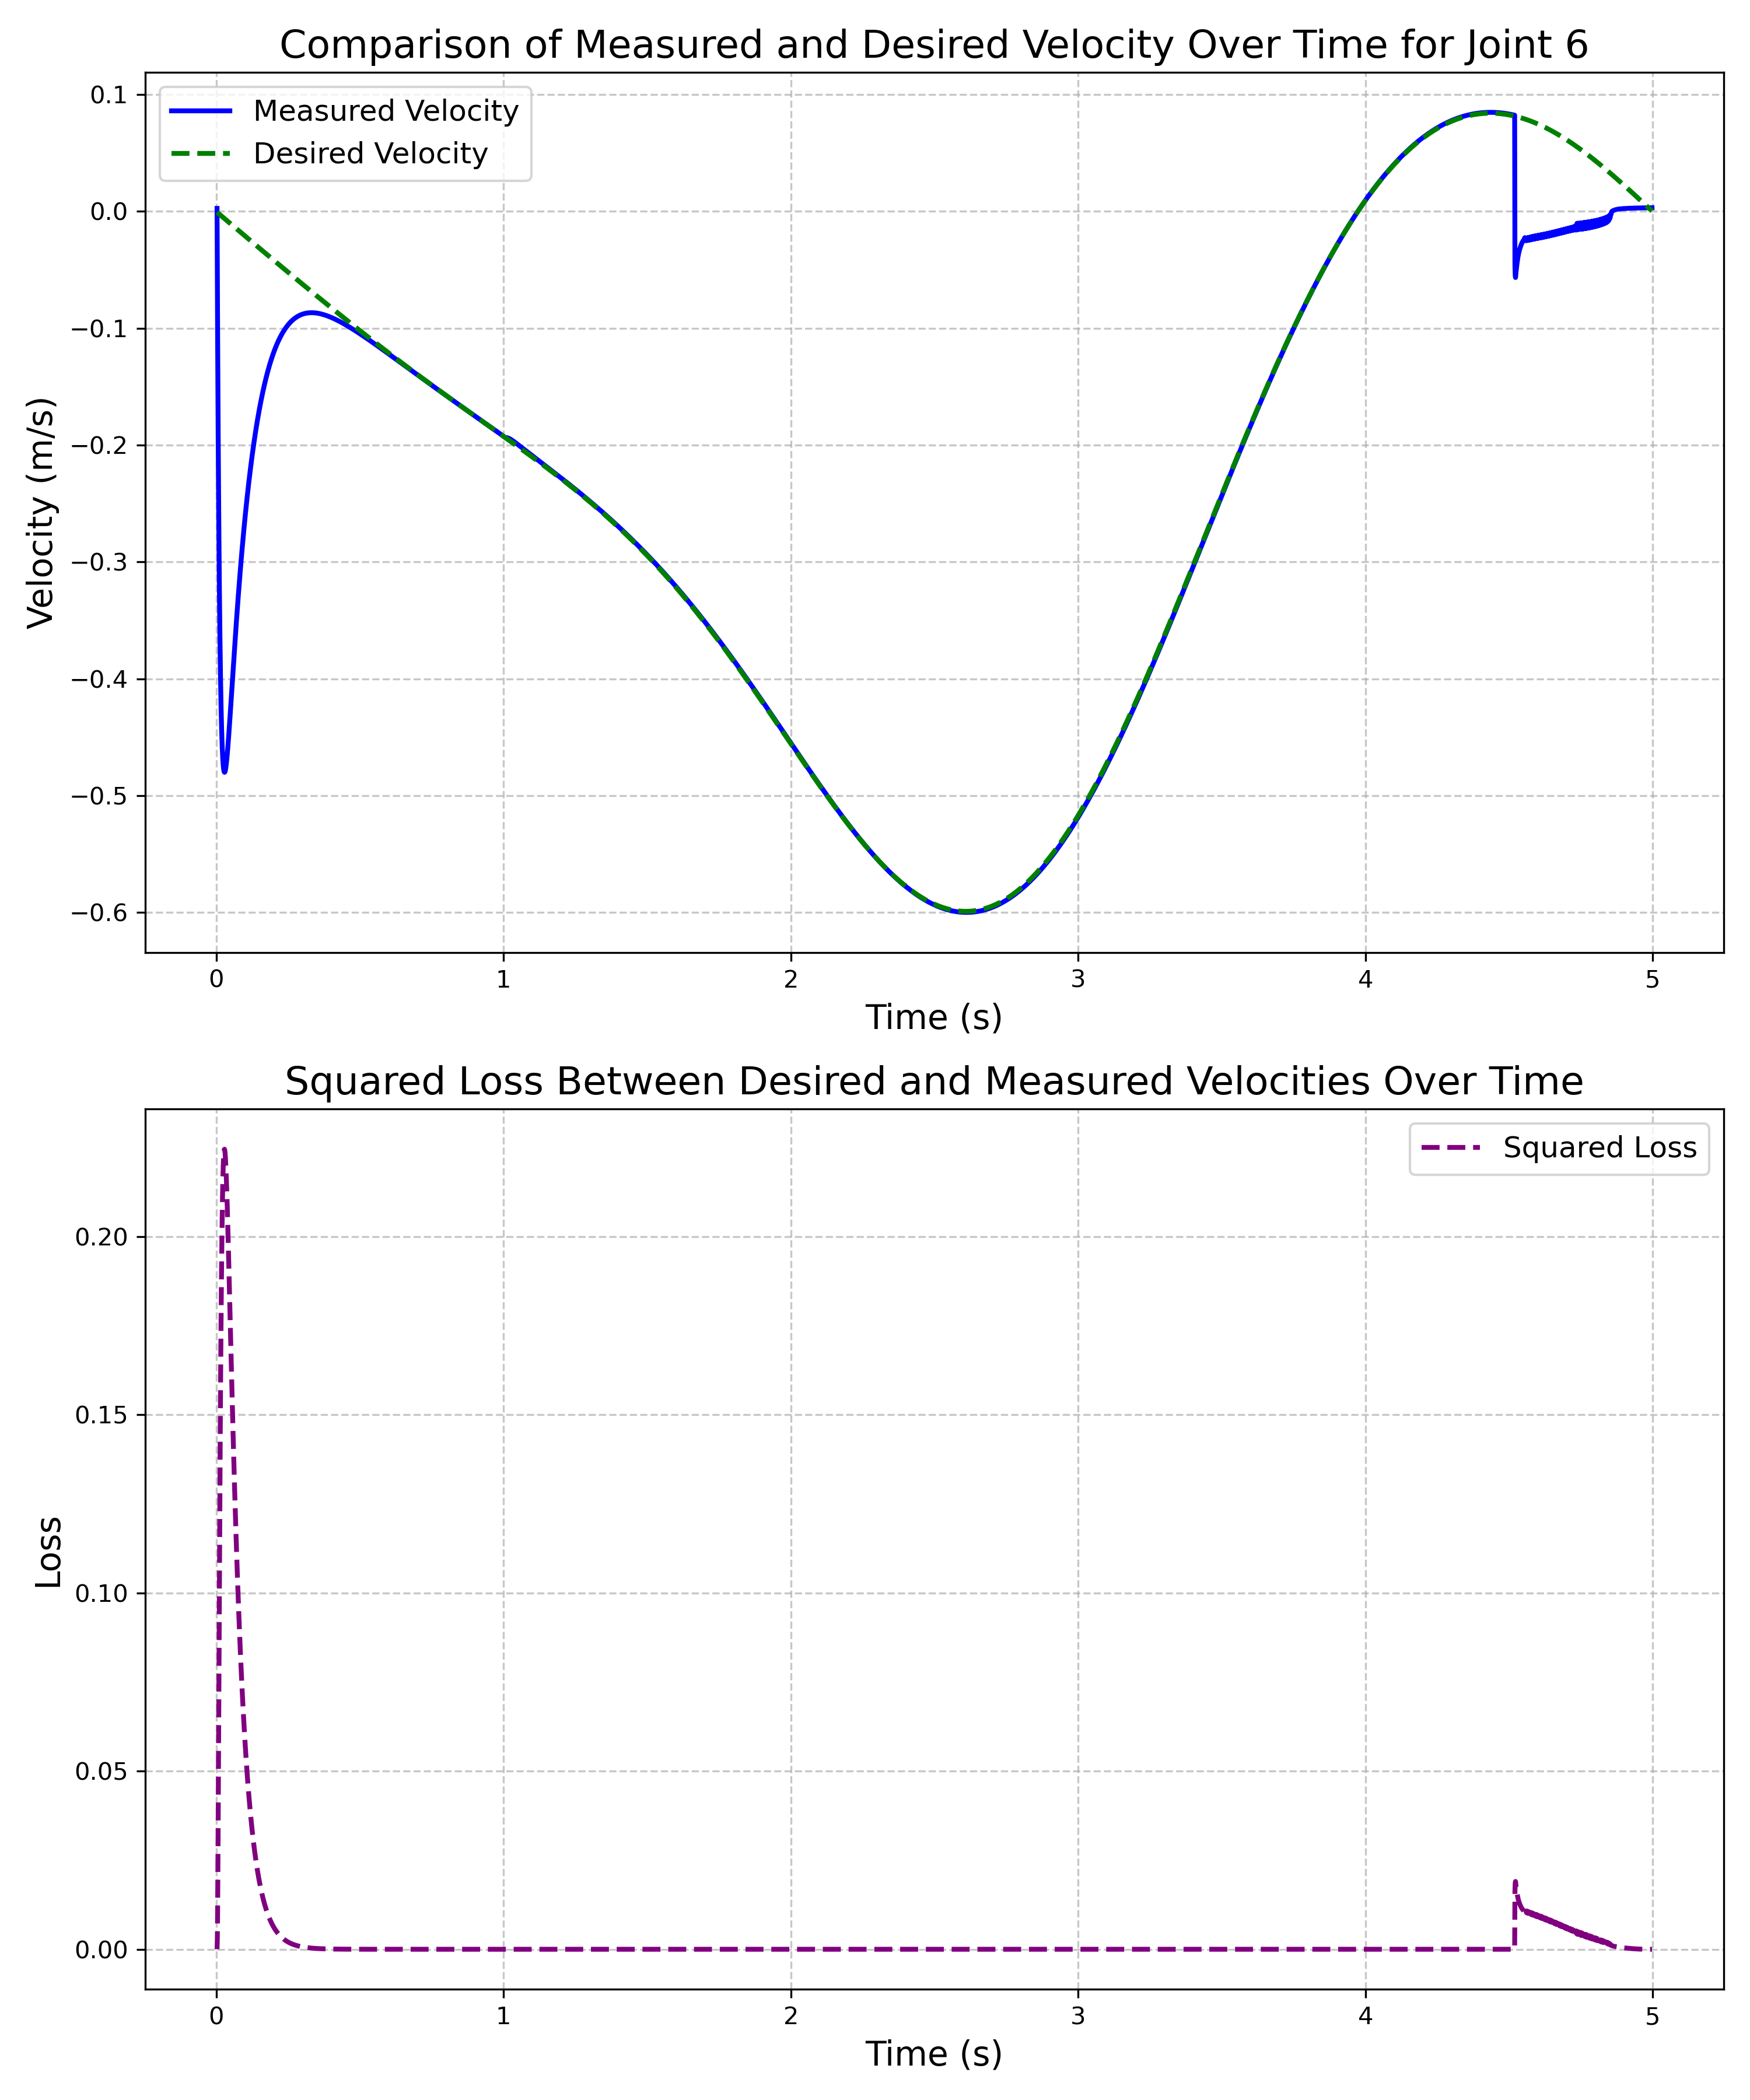 Comparison of Measured and Desired Velocity Over Time for Joint 6
Measured Velocity
Desired Velocity
Velocity (m/s)
0.1
0.0
−0.1
−0.2
−0.3
−0.4
−0.5
−0.6
0 1 2 3 4 5
Time (s)
Squared Loss Between Desired and Measured Velocities Over Time
Squared Loss
Loss
0.20
0.15
0.10
0.05
0.00
0 1 2 3 4 5
Time (s)